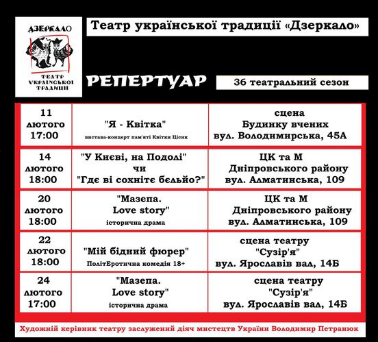 ДЗЕРКАЛО
ТЕАТР
УКРАЇНСЬКОЇ
ТРАДИЦІЇ
Театр української традиції «Дзеркало»
РЕПЕРТУАР
36 театральний сезон
11
лютого
17:00
"Я - Квітка"
вистава-концерт пам'яті Квітки Цісик
сцена
Будинку вчених
вул. Володимирська, 45А
14
лютого
18:00
"У Києві, на Подолі"
чи
"Гдє ві сохнітє бєльйо?"
ЦК та М
Дніпровського району
вул. Алматинська, 109
20
лютого
18:00
"Мазепа.
Love story"
історична драма
ЦК та М
Дніпровського району
вул. Алматинська, 109
22
лютого
18:00
"Мій бідний фюрер"
ПолітЕротична комедія 18+
сцена театру
"Сузір'я"
вул. Ярославів вал, 14Б
24
лютого
17:00
"Мазепа.
Love story"
історична драма
сцена театру
"Сузір'я"
вул. Ярославів вал, 14Б
Художній керівник театру заслужений діяч мистецтв України Володимир Петранюк